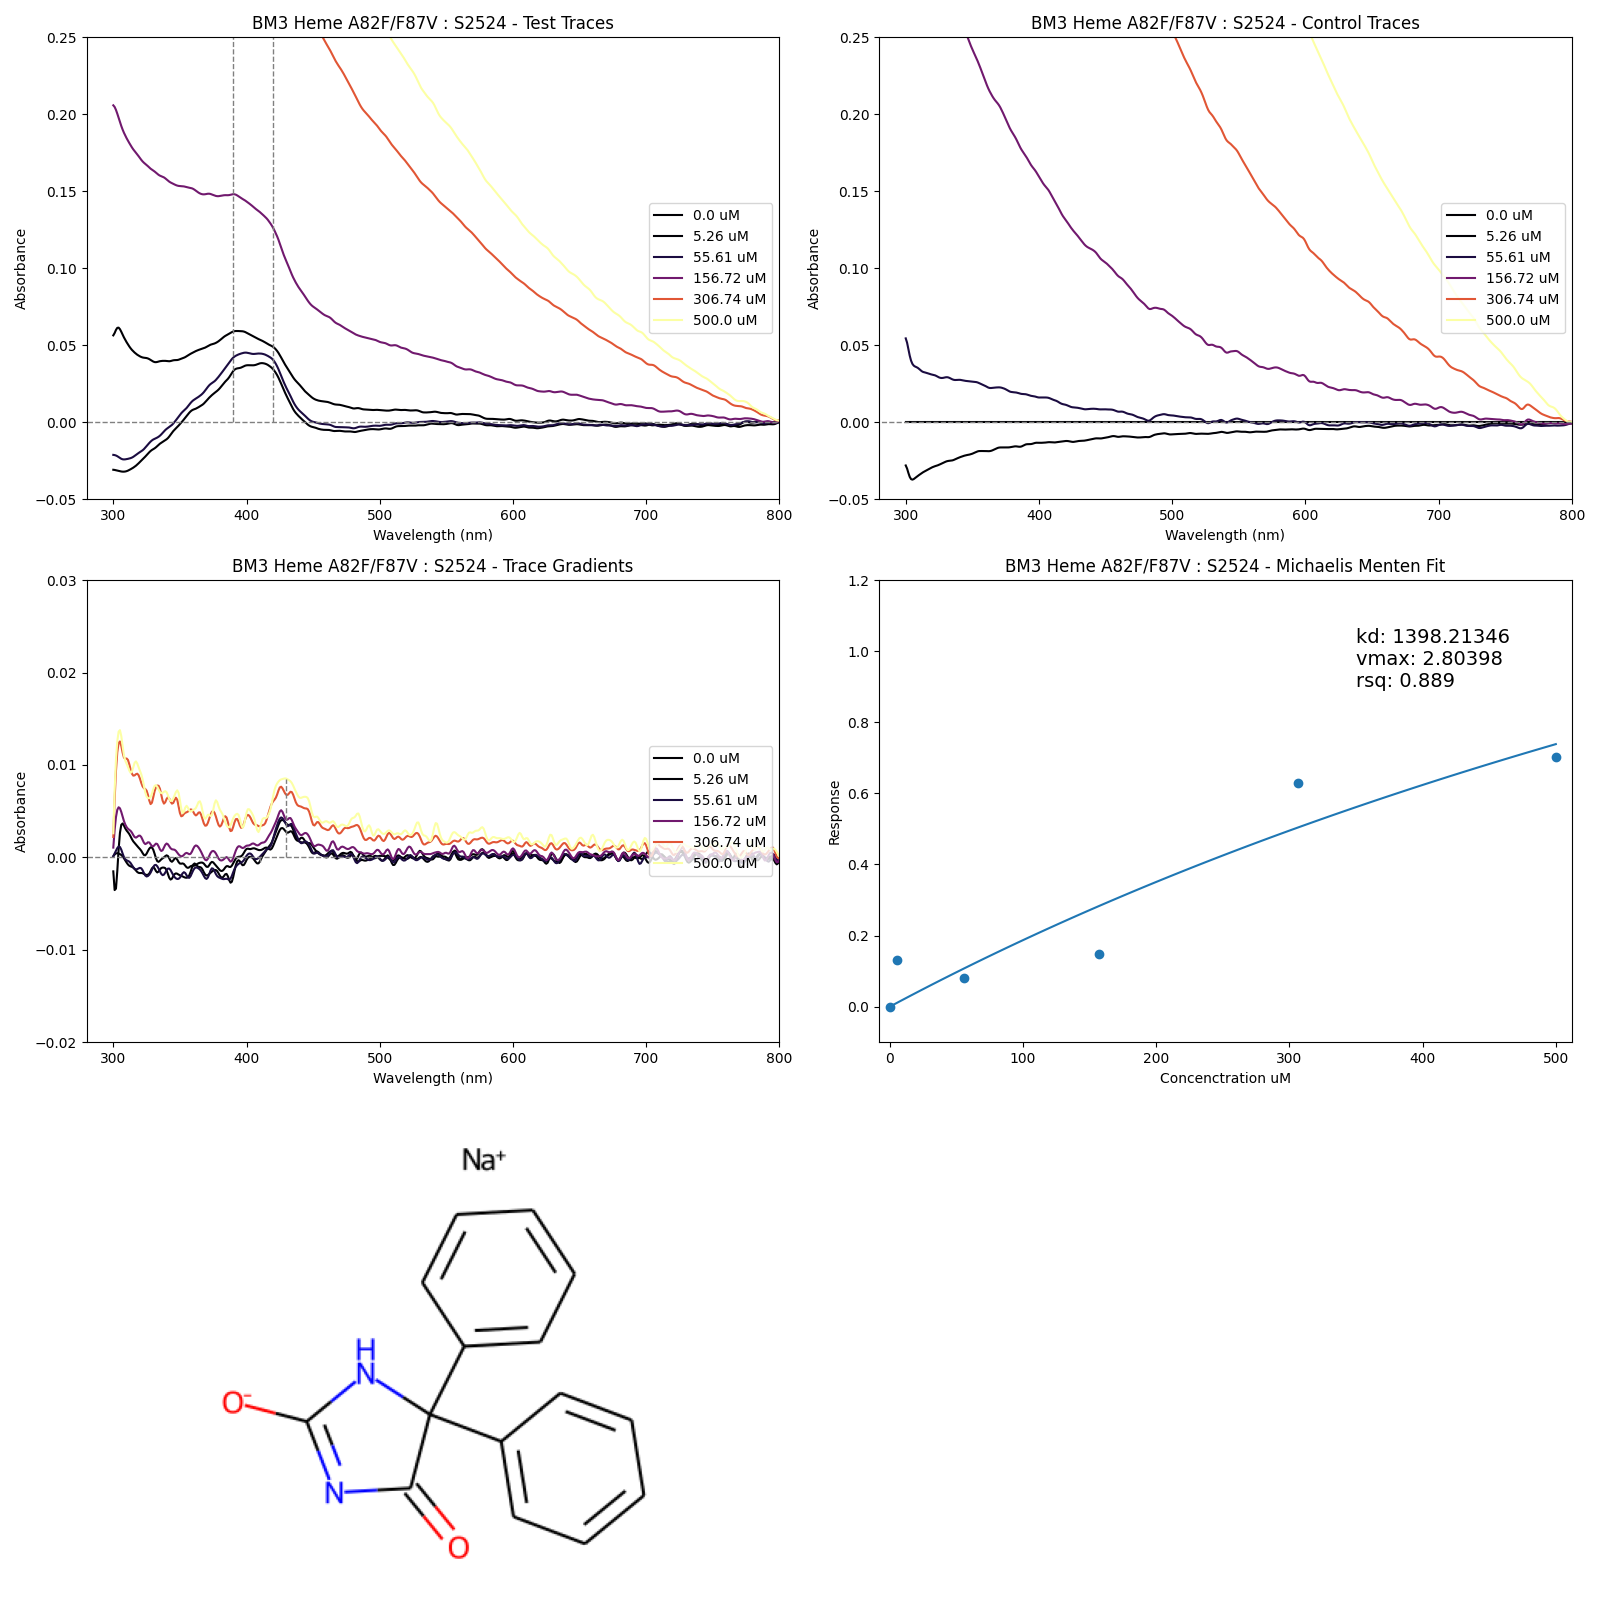 BM3 Heme A82F/F87V : S2524 - Test Traces
0.25
0.20
0.15
0.10
0.05
0.00
−0.05
Absorbance
300
400
500
600
700
800
Wavelength (nm)
0.0 uM
5.26 uM
55.61 uM
156.72 uM
306.74 uM
500.0 uM
BM3 Heme A82F/F87V : S2524 - Control Traces
0.25
0.20
0.15
0.10
0.05
0.00
−0.05
Absorbance
300
400
500
600
700
800
Wavelength (nm)
0.0 uM
5.26 uM
55.61 uM
156.72 uM
306.74 uM
500.0 uM
BM3 Heme A82F/F87V : S2524 - Trace Gradients
0.03
0.02
0.01
0.00
−0.01
−0.02
Absorbance
300
400
500
600
700
800
Wavelength (nm)
0.0 uM
5.26 uM
55.61 uM
156.72 uM
306.74 uM
500.0 uM
BM3 Heme A82F/F87V : S2524 - Michaelis Menten Fit
kd: 1398.21346
vmax: 2.80398
rsq: 0.889
1.2
1.0
0.8
0.6
0.4
0.2
0.0
Response
0
100
200
300
400
500
Concenctration uM
Na+
H
N
O−
N
O